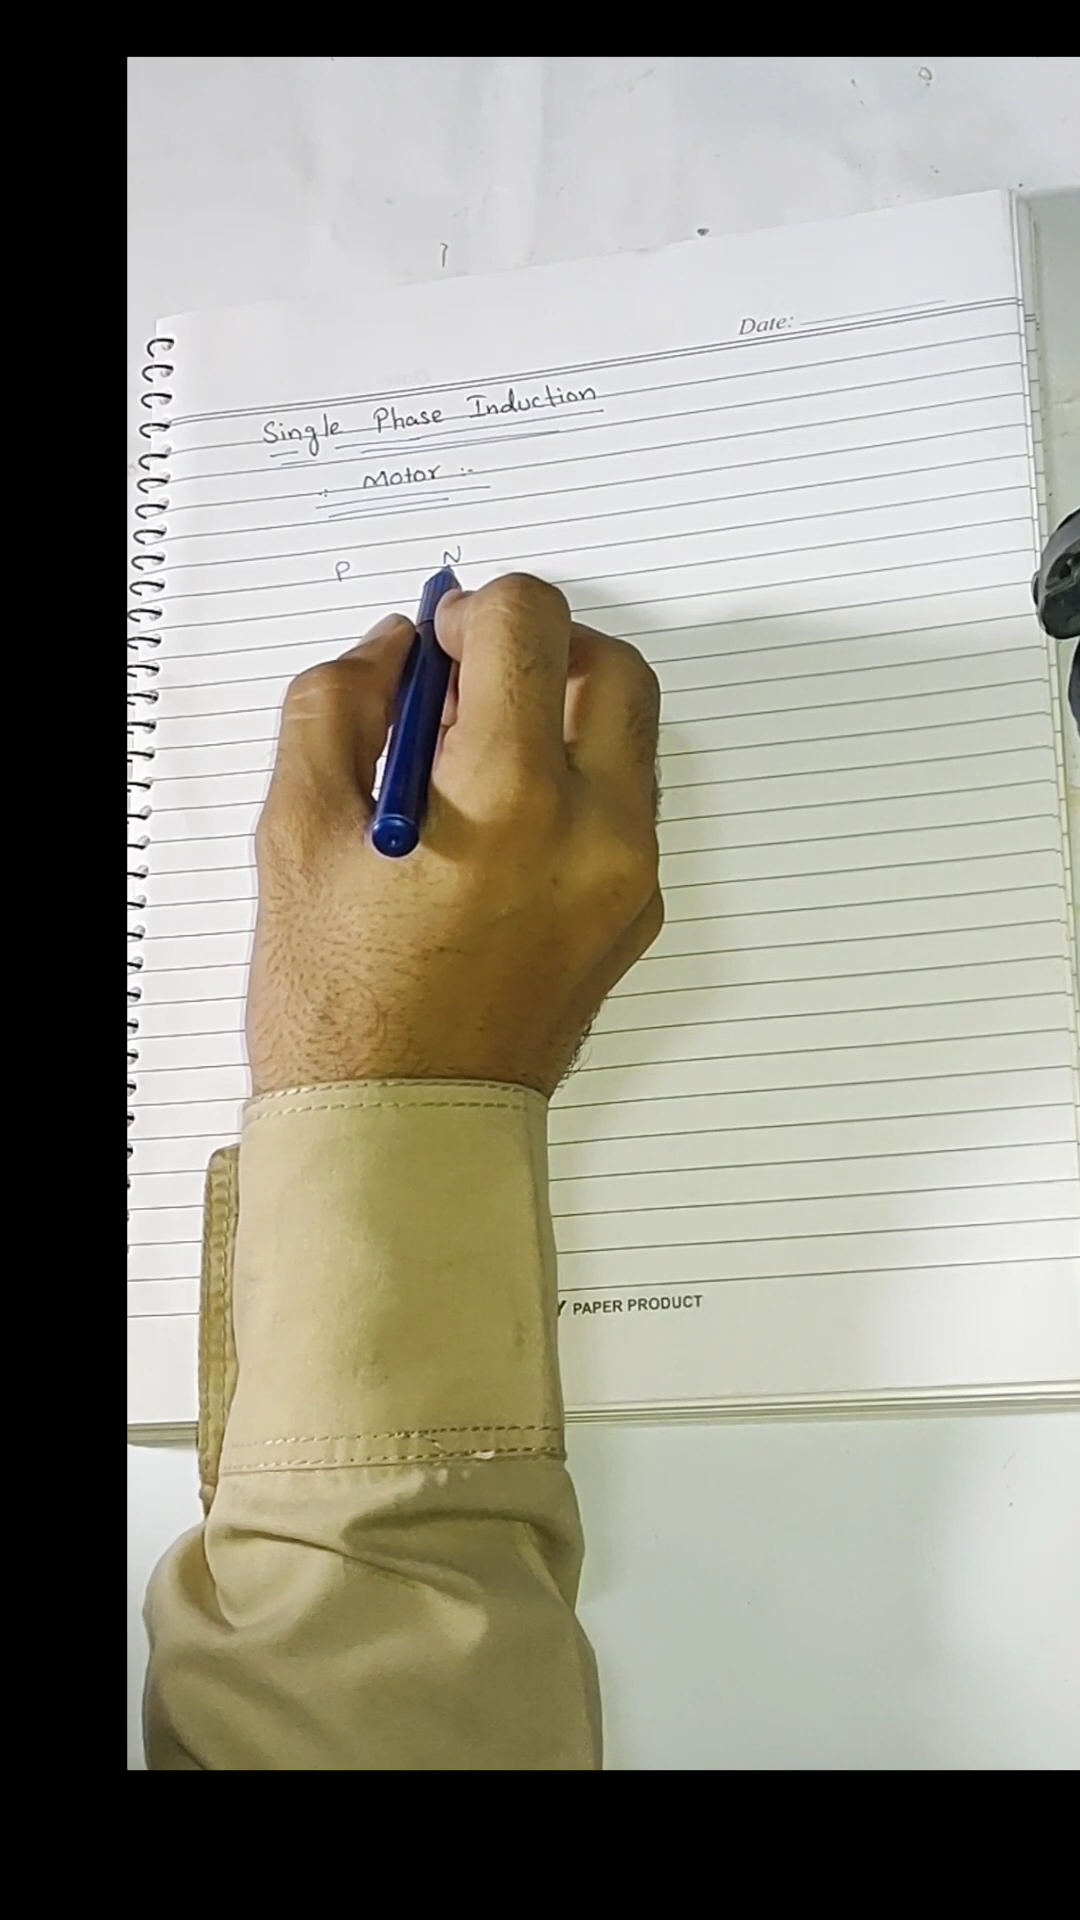 Date:
Single Phase Induction
:- Motor :-
P N
PAPER PRODUCT